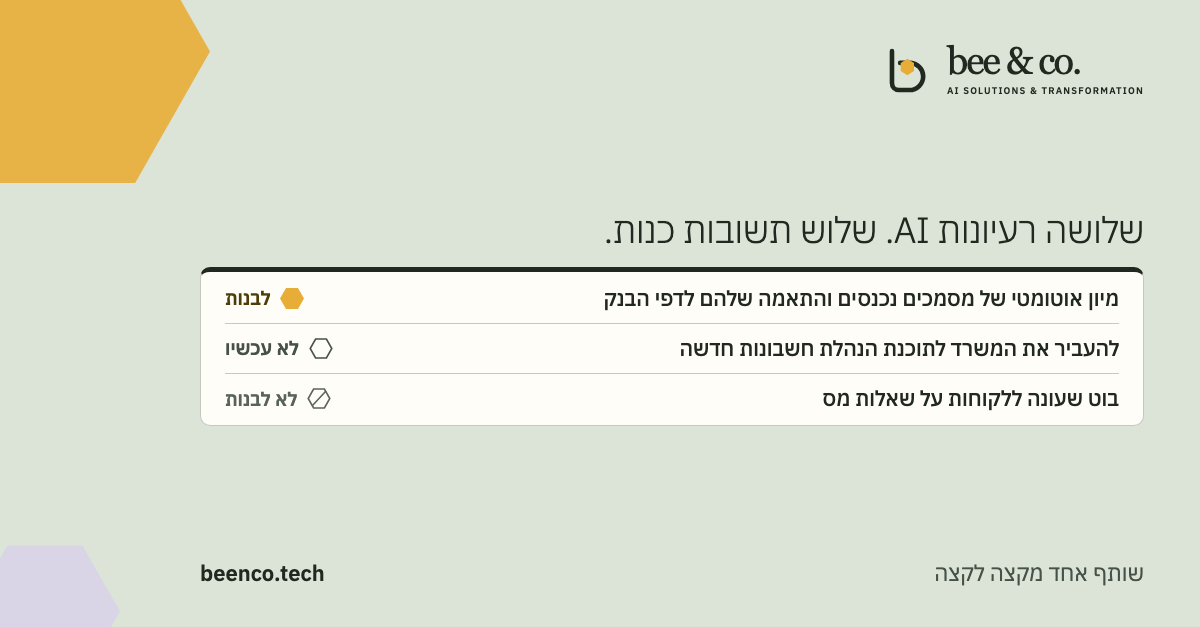 bee & co.
AI SOLUTIONS & TRANSFORMATION
שלושה רעיונות AI. שלוש תשובות כנות.
מיון אוטומטי של מסמכים נכנסים והתאמה שלהם לדפי הבנק לבנות
להעביר את המשרד לתוכנת הנהלת חשבונות חדשה לא עכשיו
בוט שעונה ללקוחות על שאלות מס לא לבנות
שותף אחד מקצה לקצה beenco.tech